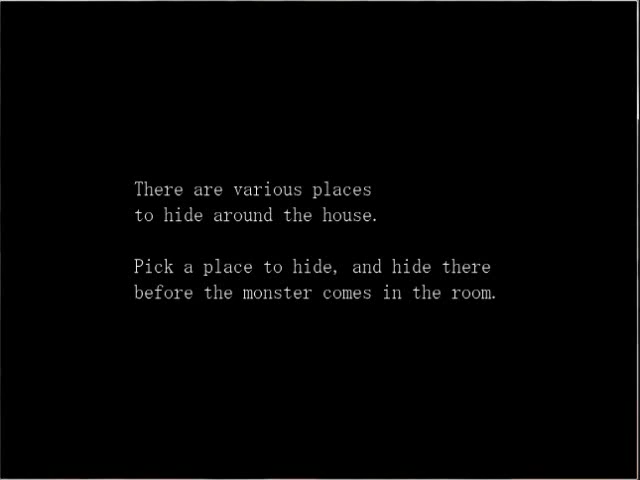 There are various places
to hide around the house.
Pick a place to hide, and hide there
before the monster comes in the room.